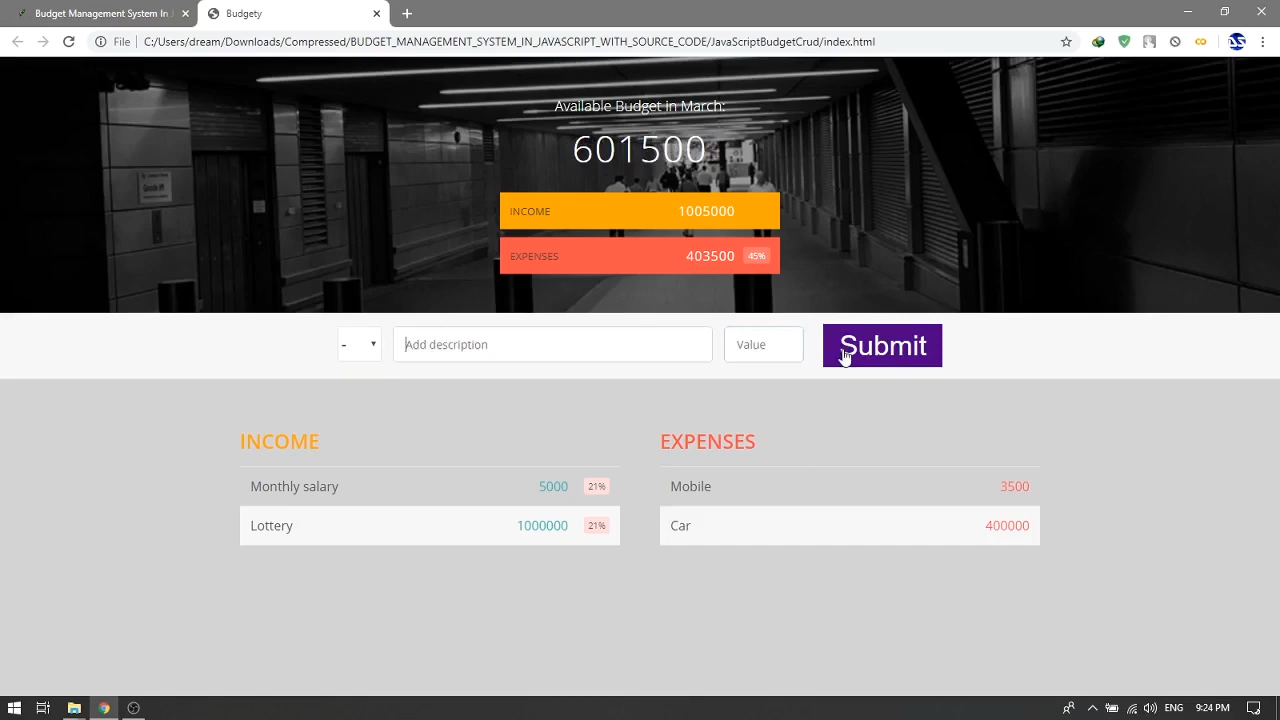 Budget Management System In J
Budgety
File
C:/Users/dream/Downloads/Compressed/BUDGET_MANAGEMENT_SYSTEM_IN_JAVASCRIPT_WITH_SOURCE_CODE/JavaScriptBudgetCrud/index.html
Available Budget in March:
601500
INCOME 1005000
EXPENSES 403500 45%
- Add description Value Submit
INCOME
Monthly salary 5000 21%
Lottery 1000000 21%
EXPENSES
Mobile 3500
Car 400000
ENG 9:24 PM